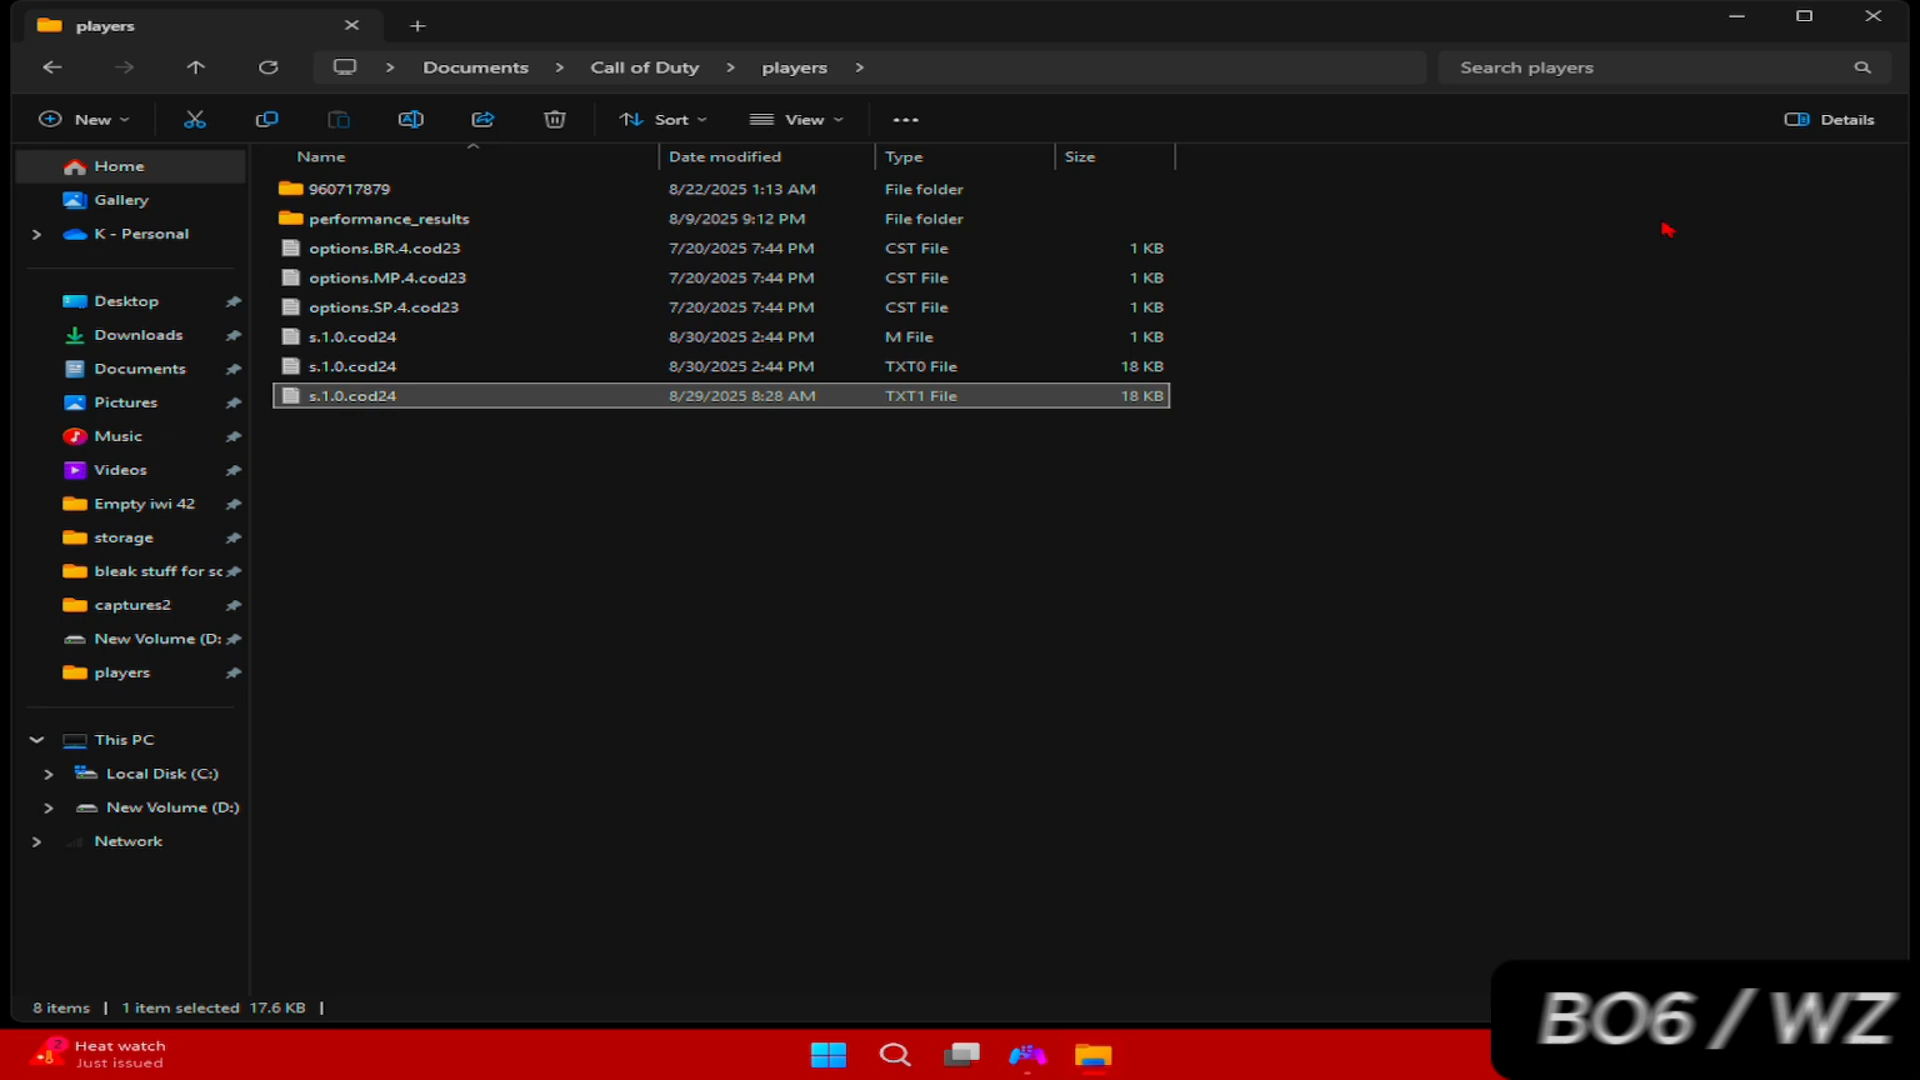 players
Documents > Call of Duty > players >
Search players
New
Sort
View
Details
Name Date modified Type Size
960717879 8/22/2025 1:13 AM File folder
performance_results 8/9/2025 9:12 PM File folder
options.BR.4.cod23 7/20/2025 7:44 PM CST File 1 KB
options.MP.4.cod23 7/20/2025 7:44 PM CST File 1 KB
options.SP.4.cod23 7/20/2025 7:44 PM CST File 1 KB
s.1.0.cod24 8/30/2025 2:44 PM M File 1 KB
s.1.0.cod24 8/30/2025 2:44 PM TXT0 File 18 KB
s.1.0.cod24 8/29/2025 8:28 AM TXT1 File 18 KB
Home
Gallery
K - Personal
Desktop
Downloads
Documents
Pictures
Music
Videos
Empty iwi 42
storage
bleak stuff for sc
captures2
New Volume (D:
players
This PC
Local Disk (C:)
New Volume (D:)
Network
8 items | 1 item selected 17.6 KB |
BO6 / WZ
2
Heat watch
Just issued